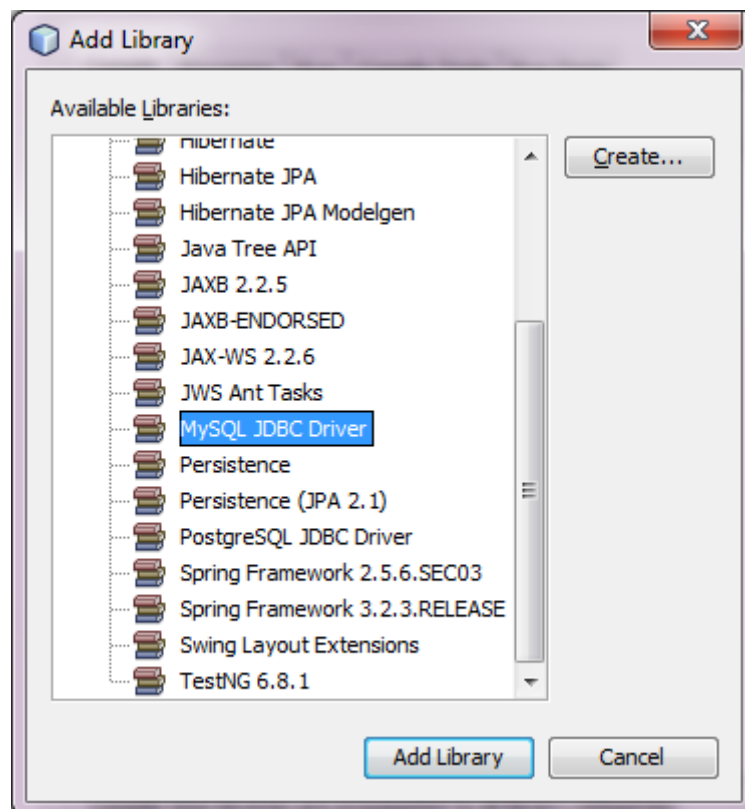 Add Library
Available Libraries:
Hibernate
Create...
Hibernate JPA
Hibernate JPA Modelgen
Java Tree API
JAXB 2.2.5
JAXB-ENDORSED
JAX-WS 2.2.6
JWS Ant Tasks
MySQL JDBC Driver
Persistence
Persistence (JPA 2.1)
PostgreSQL JDBC Driver
Spring Framework 2.5.6.SEC03
Spring Framework 3.2.3.RELEASE
Swing Layout Extensions
TestNG 6.8.1
Add Library
Cancel